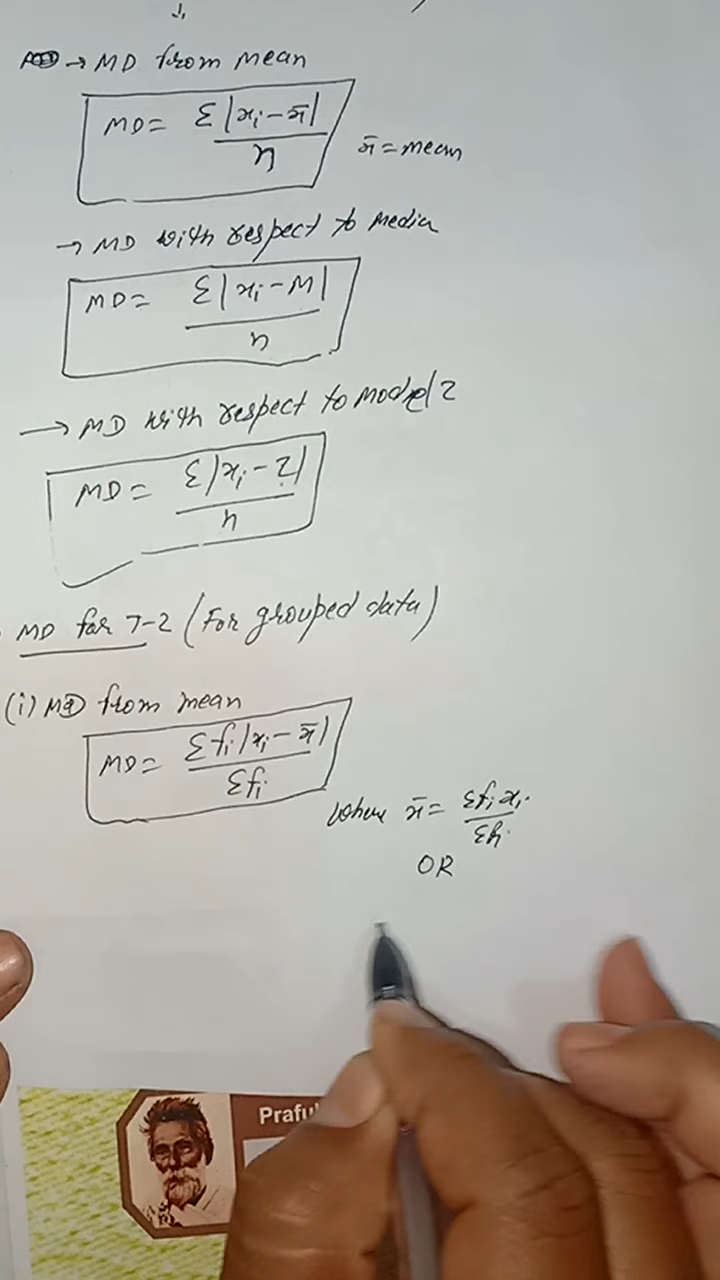 → MD from mean
MD = Σ|xi - x̄| / n
x̄ = mean
→ MD with respect to Media
MD = Σ|xi - M| / n
→ MD with respect to mode/Z
MD = Σ|xi - Z| / n
MD for T-2 (For grouped data)
(i) MD from mean
MD = Σfi|xi - x̄| / Σfi
where x̄ = Σfixi / Σfi
OR
Praful